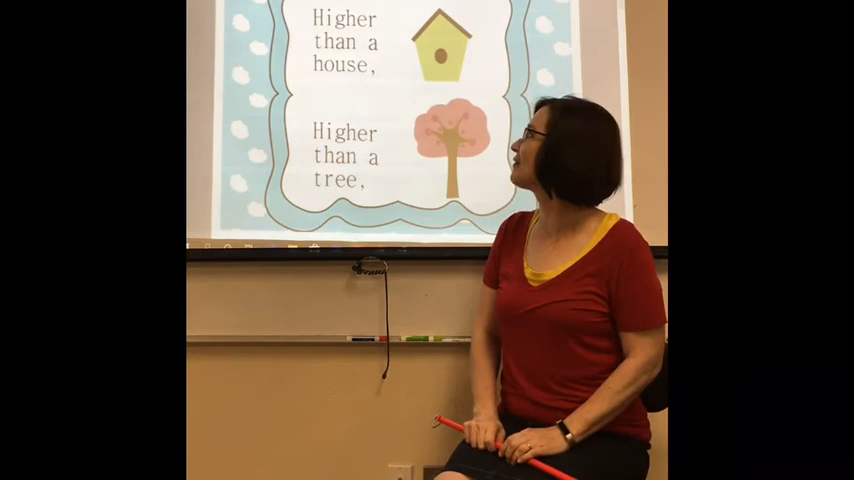 Higher
than a
house,
Higher
than a
tree,